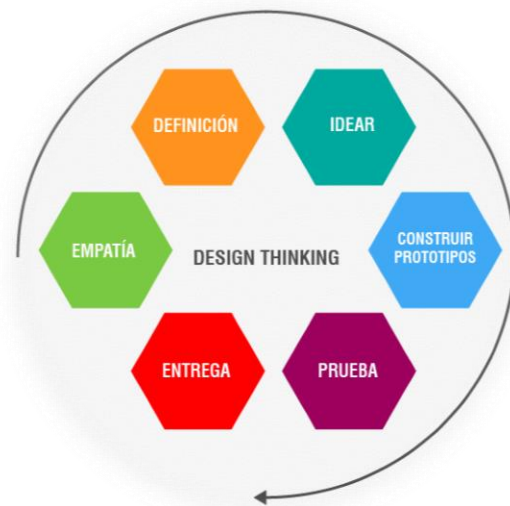 DEFINICIÓN
IDEAR
EMPATÍA
DESIGN THINKING
CONSTRUIR
PROTOTIPOS
ENTREGA
PRUEBA